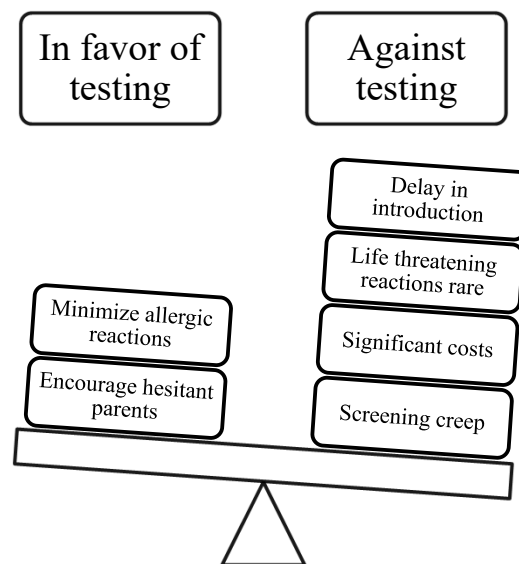 In favor of
testing
Against
testing
Minimize allergic
reactions
Encourage hesitant
parents
Delay in
introduction
Life threatening
reactions rare
Significant costs
Screening creep